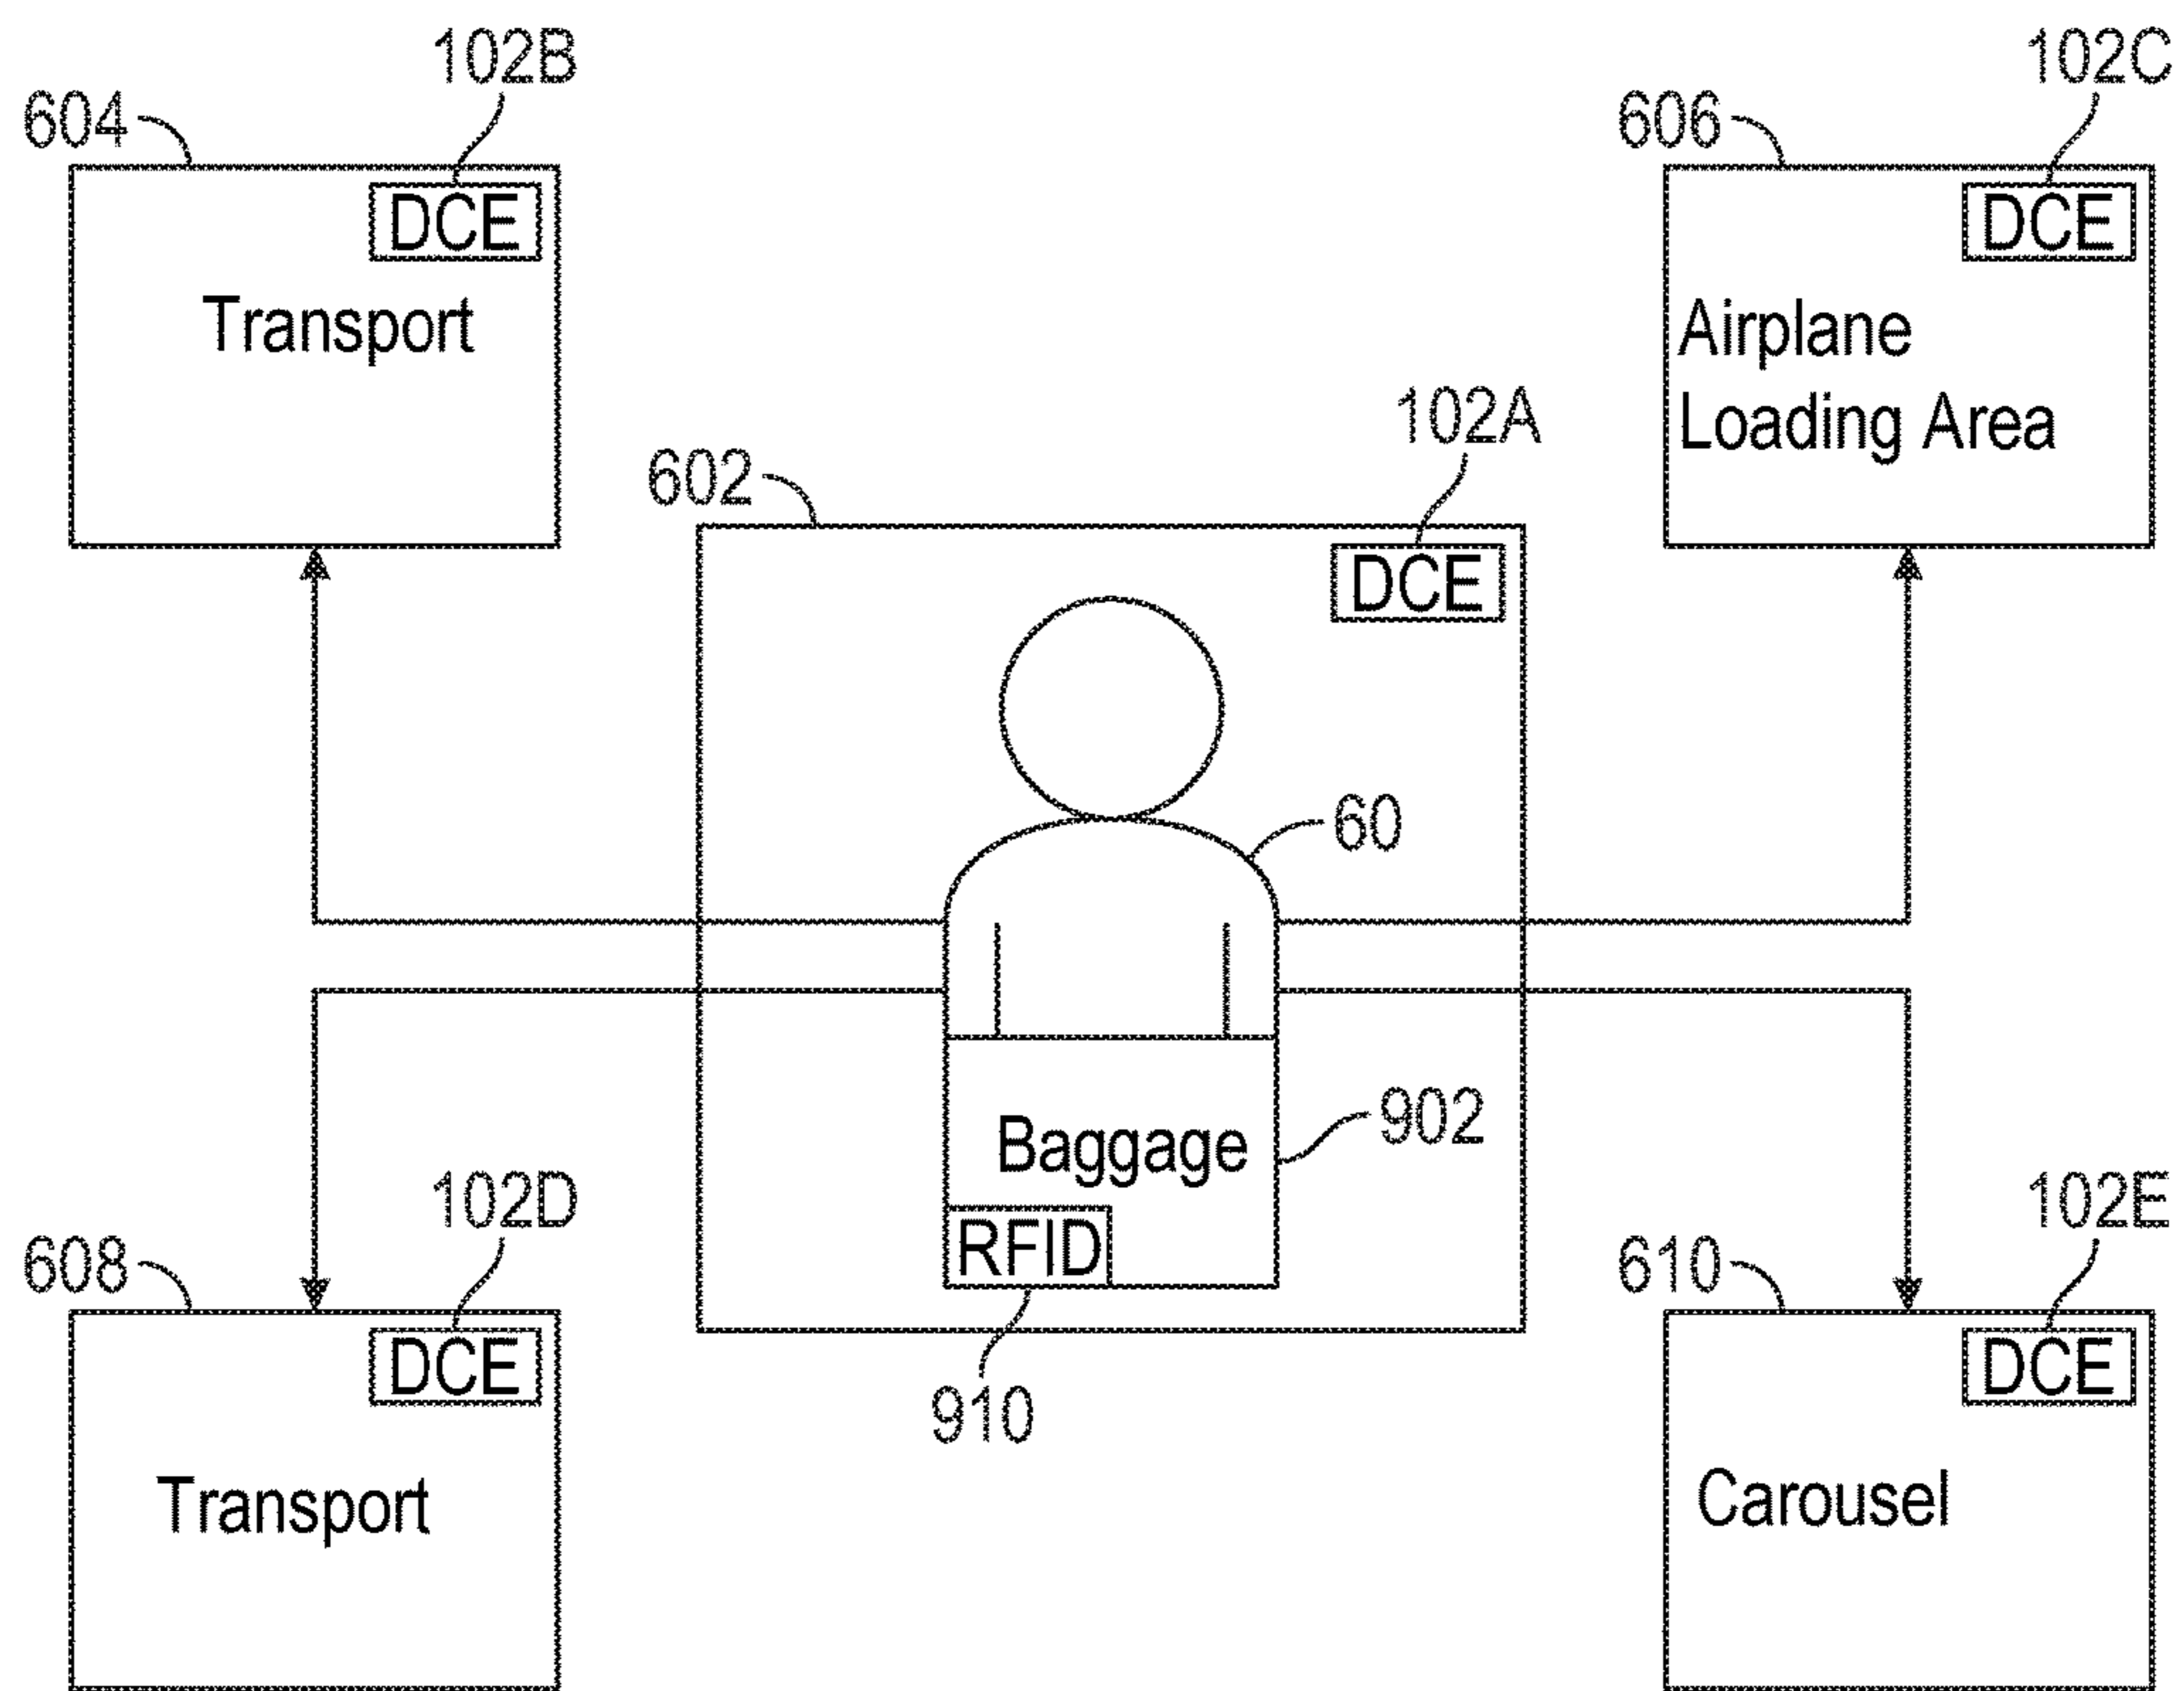 102B
604
DCE
Transport
102C
606
DCE
Airplane
Loading Area
102A
602
DCE
60
Baggage
902
RFID
910
102D
608
DCE
Transport
102E
610
DCE
Carousel